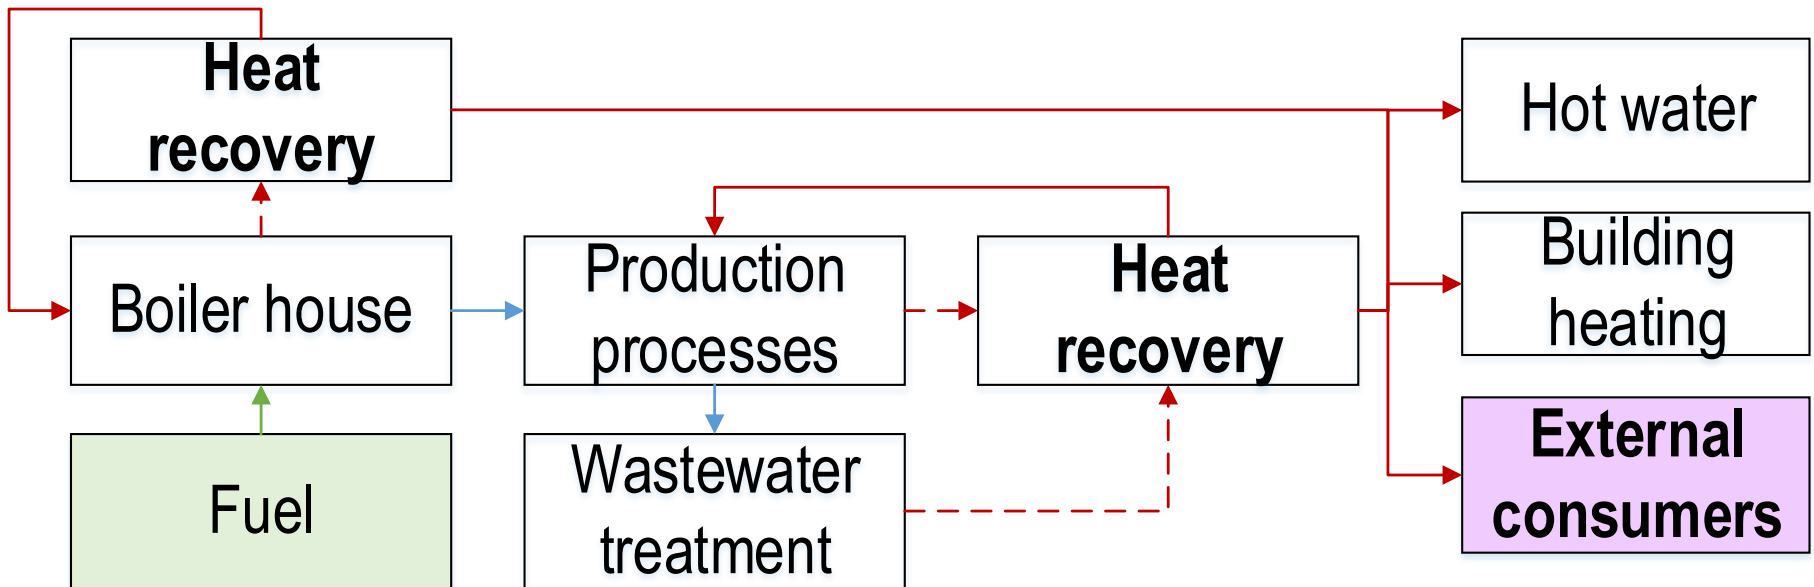 Heat
recovery
Hot water
Boiler house
Production
processes
Heat
recovery
Building
heating
Fuel
Wastewater
treatment
External
consumers